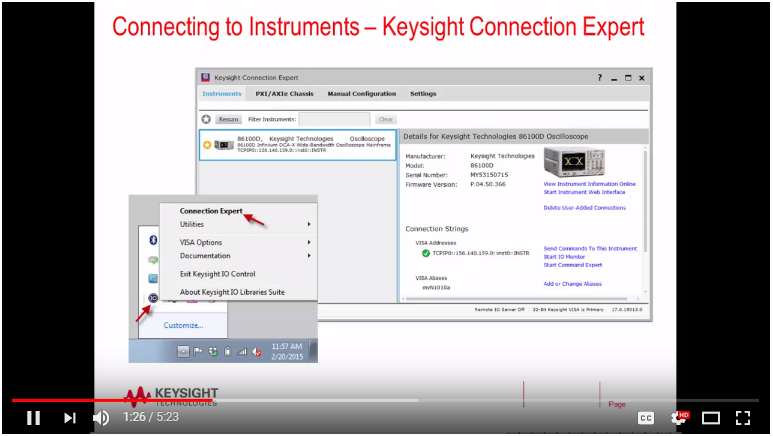 Connecting to Instruments – Keysight Connection Expert
Keysight Connection Expert
? 
Instruments PXI/AXIe Chassis Manual Configuration Settings
Rescan Filter Instruments: Clear
86100D, Keysight Technologies Oscilloscope
86100D Infiniium DCA-X Wide-Bandwidth Oscilloscope Mainframe
TCPIP0::156.140.159.0::inst0::INSTR
Details for Keysight Technologies 86100D Oscilloscope
Manufacturer: Keysight Technologies
Model: 86100D
Serial Number: MY53150715
Firmware Version: P.04.50.366
View Instrument Information Online
Start Instrument Web Interface
Delete User-Added Connections
Connection Strings
VISA Addresses
TCPIP0::156.140.159.0::inst0::INSTR
Send Commands To This Instrument
Start IO Monitor
Start Command Expert
VISA Aliases
myN1010a
Add or Change Aliases
Remote IO Server Off 32-Bit Keysight VISA is Primary 17.0.19013.0
Connection Expert
Utilities
VISA Options
Documentation
Exit Keysight IO Control
About Keysight IO Libraries Suite
Customize...
11:57 AM
2/20/2015
KEYSIGHT
TECHNOLOGIES
Page
1:26 / 5:23
CC
HD